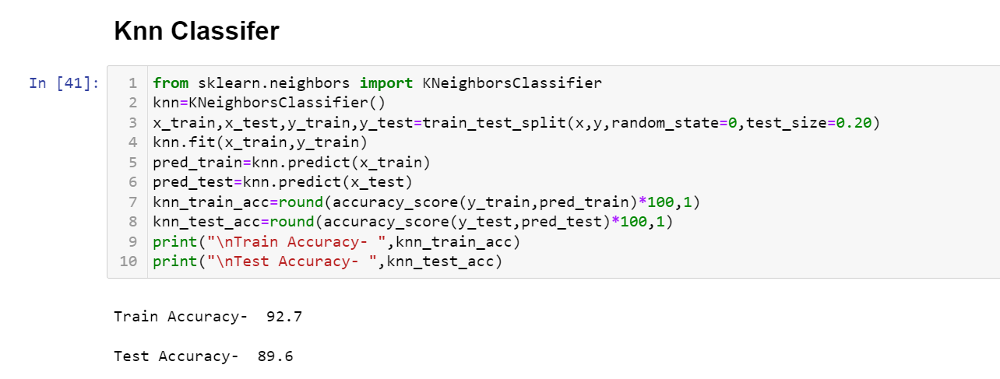 Knn Classifer
In [41]:
1 from sklearn.neighbors import KNeighborsClassifier
2 knn=KNeighborsClassifier()
3 x_train,x_test,y_train,y_test=train_test_split(x,y,random_state=0,test_size=0.20)
4 knn.fit(x_train,y_train)
5 pred_train=knn.predict(x_train)
6 pred_test=knn.predict(x_test)
7 knn_train_acc=round(accuracy_score(y_train,pred_train)*100,1)
8 knn_test_acc=round(accuracy_score(y_test,pred_test)*100,1)
9 print("\nTrain Accuracy- ",knn_train_acc)
10 print("\nTest Accuracy- ",knn_test_acc)
Train Accuracy-  92.7
Test Accuracy-  89.6